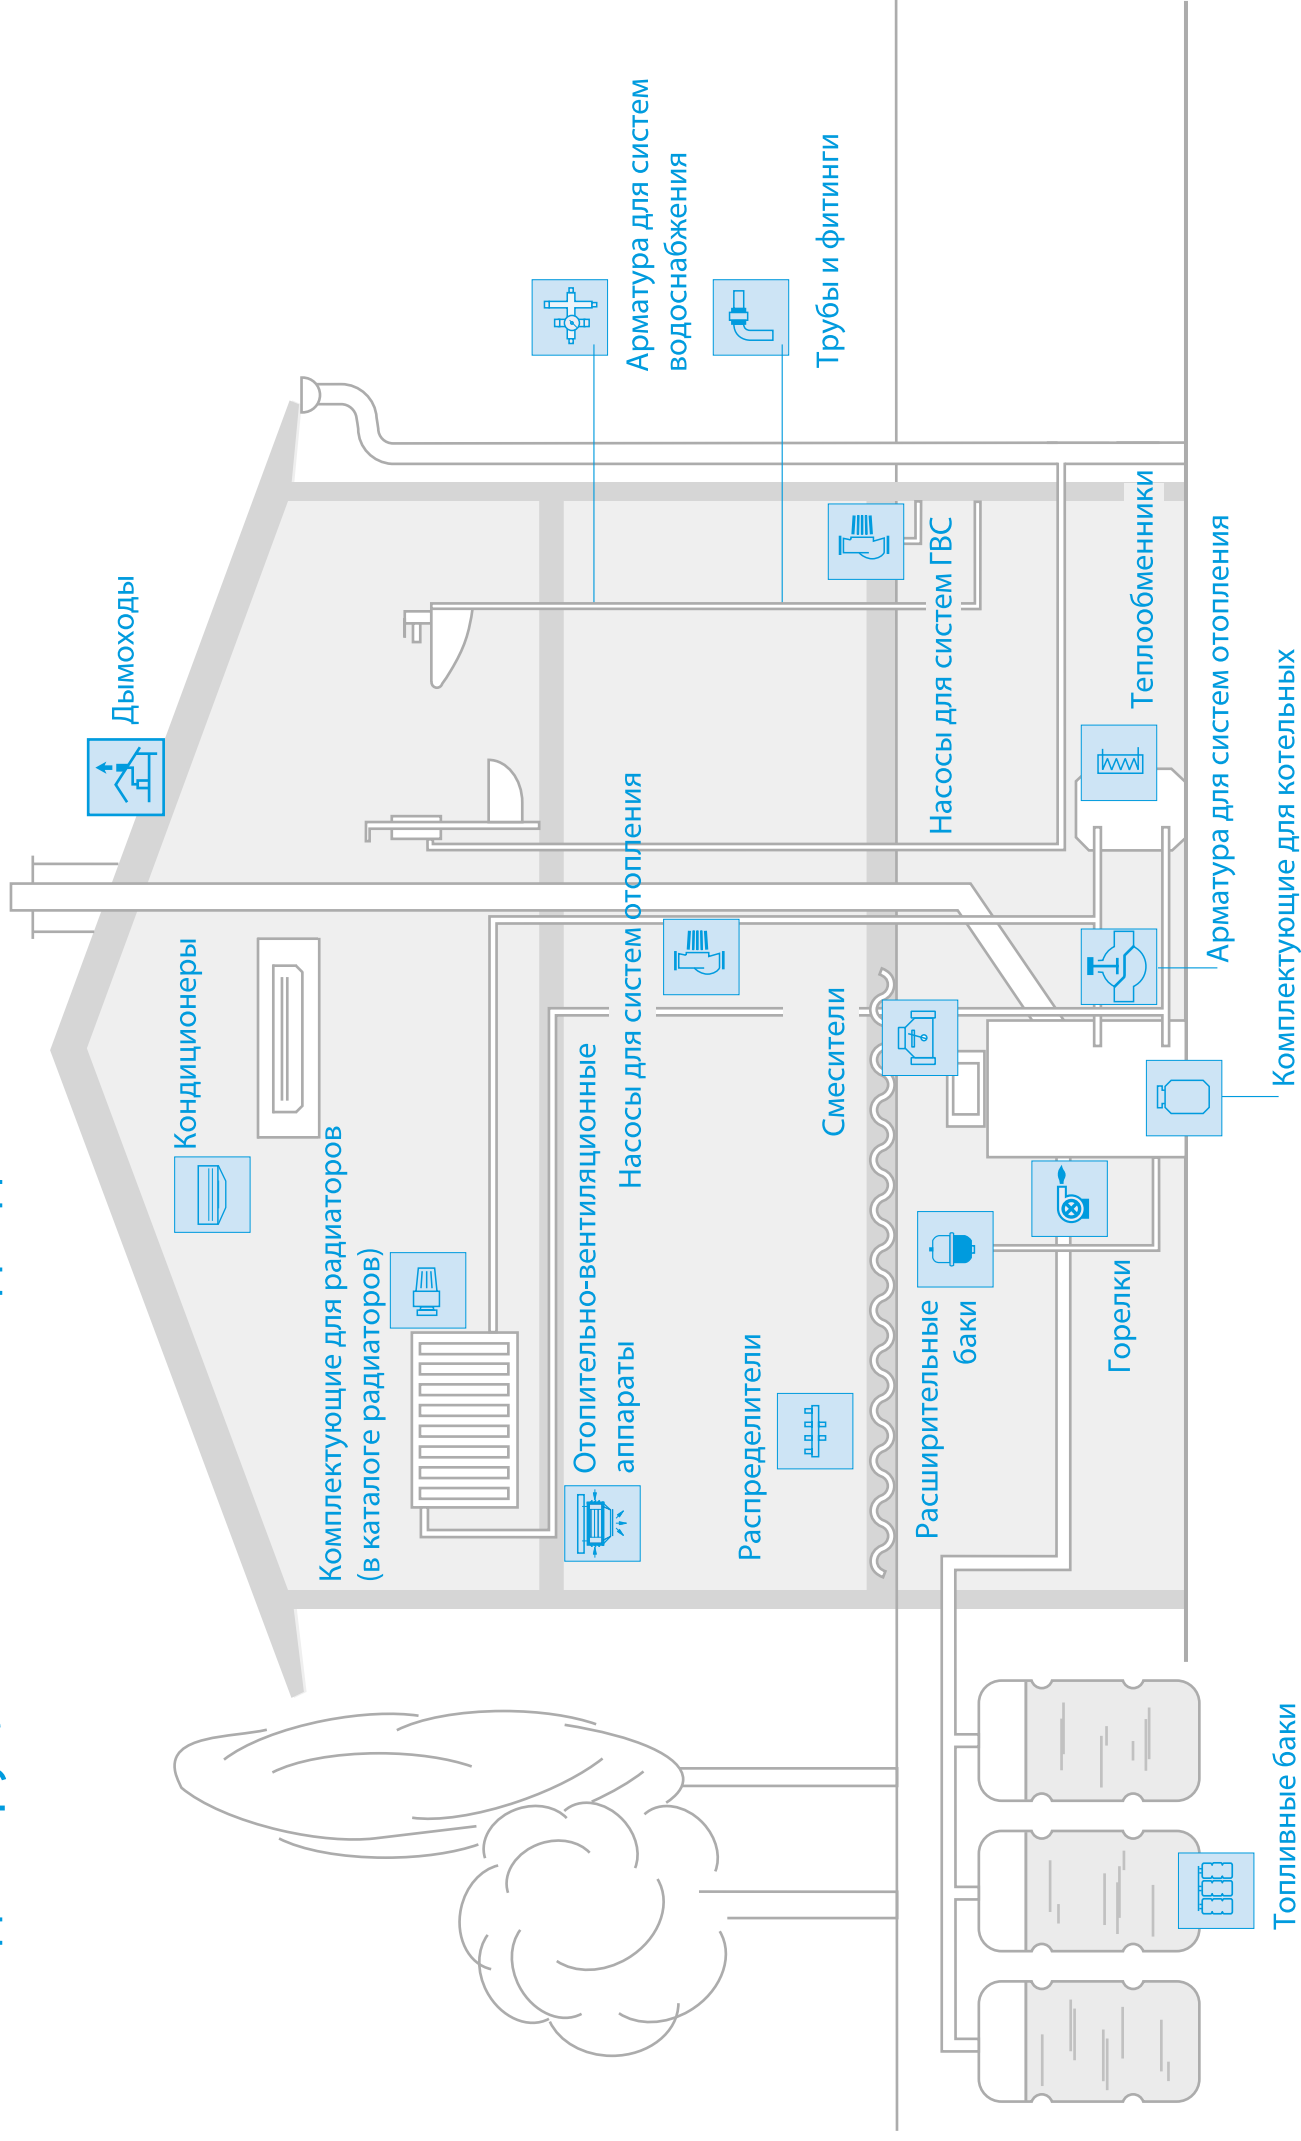 Дымоходы
Кондиционеры
Комплектующие для радиаторов
(в каталоге радиаторов)
Отопительно-вентиляционные
аппараты
Насосы для систем отопления
Арматура для систем
водоснабжения
Трубы и фитинги
Распределители
Смесители
Насосы для систем ГВС
Расширительные
баки
Горелки
Теплообменники
Арматура для систем отопления
Комплектующие для котельных
Топливные баки